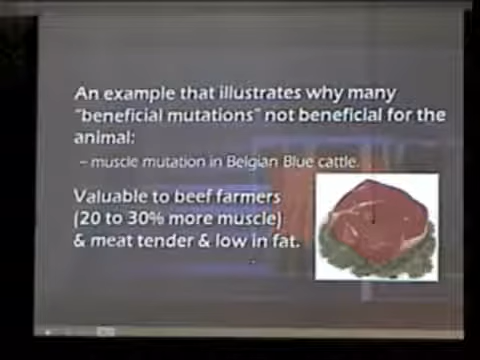 An example that illustrates why many
"beneficial mutations" not beneficial for the
animal:
– muscle mutation in Belgian Blue cattle.
Valuable to beef farmers
(20 to 30% more muscle)
& meat tender & low in fat.